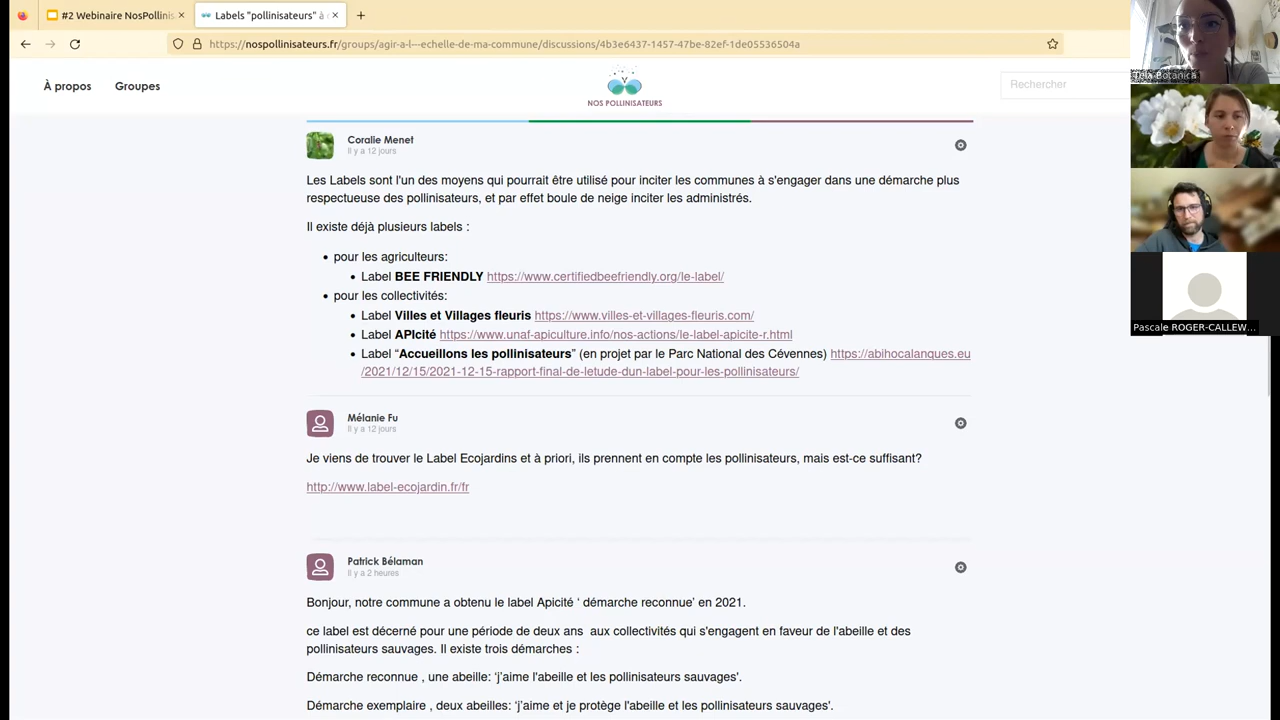 #2 Webinaire NosPollinis
Labels "pollinisateurs" à
https://nospollinisateurs.fr/groups/agir-a-l---echelle-de-ma-commune/discussions/4b3e6437-1457-47be-82ef-1de05536504a
À propos
Groupes
NOS POLLINISATEURS
Rechercher
Tela Botanica
Coralie Menet
Il y a 12 jours
Les Labels sont l'un des moyens qui pourrait être utilisé pour inciter les communes à s'engager dans une démarche plus
respectueuse des pollinisateurs, et par effet boule de neige inciter les administrés.
Il existe déjà plusieurs labels :
• pour les agriculteurs:
• Label BEE FRIENDLY https://www.certifiedbeefriendly.org/le-label/
• pour les collectivités:
• Label Villes et Villages fleuris https://www.villes-et-villages-fleuris.com/
• Label APIcité https://www.unaf-apiculture.info/nos-actions/le-label-apicite-r.html
• Label “Accueillons les pollinisateurs” (en projet par le Parc National des Cévennes) https://abihocalanques.eu
/2021/12/15/2021-12-15-rapport-final-de-letude-dun-label-pour-les-pollinisateurs/
Pascale ROGER-CALLEW...
Mélanie Fu
Il y a 12 jours
Je viens de trouver le Label Ecojardins et à priori, ils prennent en compte les pollinisateurs, mais est-ce suffisant?
http://www.label-ecojardin.fr/fr
Patrick Bélaman
Il y a 2 heures
Bonjour, notre commune a obtenu le label Apicité ‘ démarche reconnue’ en 2021.
ce label est décerné pour une période de deux ans  aux collectivités qui s'engagent en faveur de l'abeille et des
pollinisateurs sauvages. Il existe trois démarches :
Démarche reconnue , une abeille: ‘j’aime l'abeille et les pollinisateurs sauvages’.
Démarche exemplaire , deux abeilles: ‘j’aime et je protège l'abeille et les pollinisateurs sauvages’.